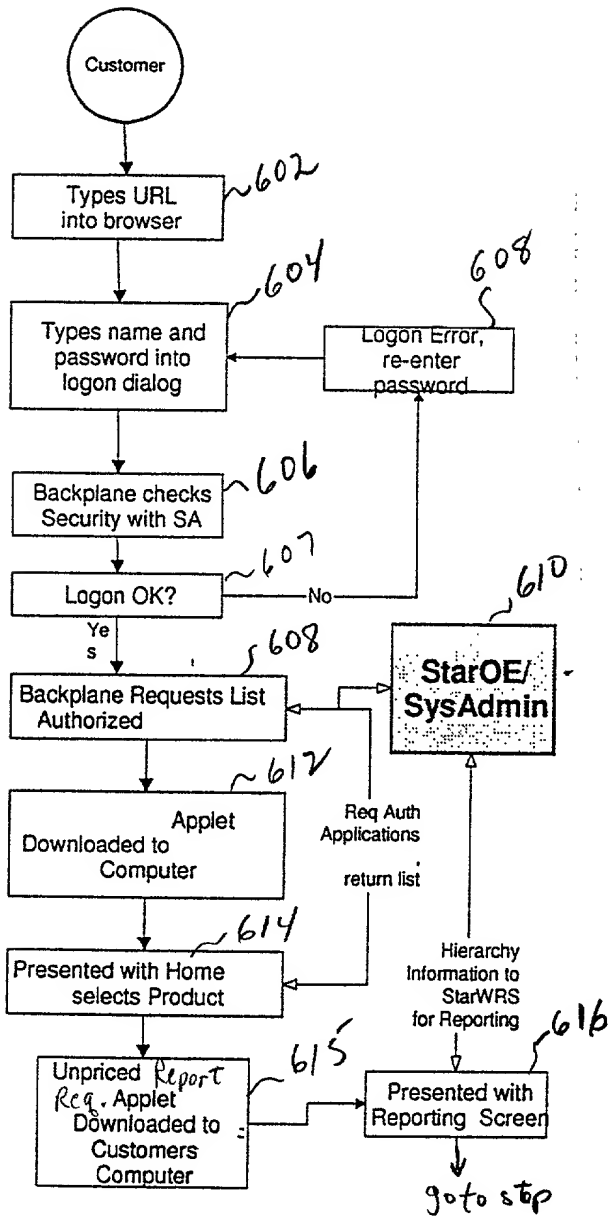 Customer
602
Types URL
into browser
604
608
Types name and
password into
logon dialog
Logon Error,
re-enter
password
606
Backplane checks
Security with SA
607
Logon OK?
No
610
Ye
s
608
StarOE/
SysAdmin
Backplane Requests List
Authorized
612
Applet
Downloaded to
Computer
Req Auth
Applications
return list
614
Presented with Home
selects Product
Hierarchy
Information to
StarWRS
for Reporting
615
616
Unpriced Report
Req. Applet
Downloaded to
Customers
Computer
Presented with
Reporting Screen
go to stop